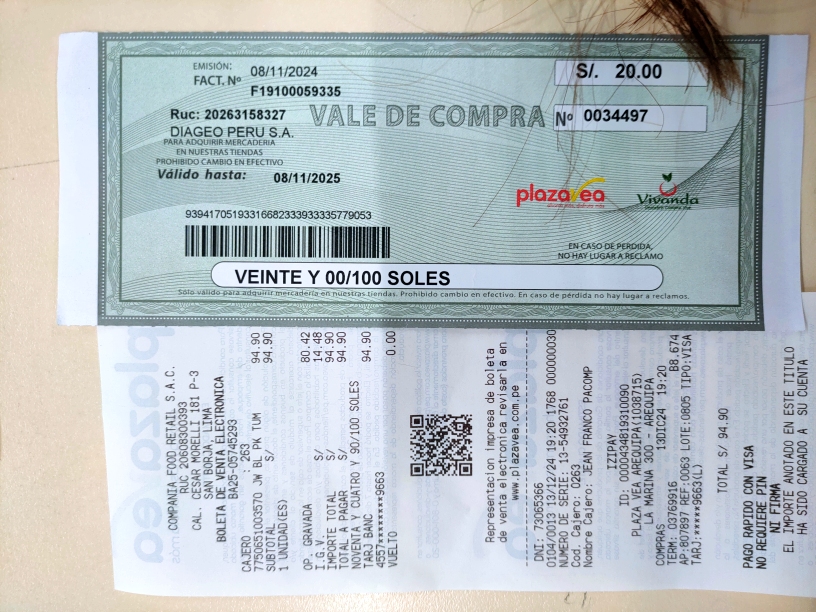 EMISIÓN: 08/11/2024
FACT. Nº F19100059335
S/. 20.00
Ruc: 20263158327
VALE DE COMPRA
Nº 0034497
DIAGEO PERU S.A.
PARA ADQUIRIR MERCADERIA
EN NUESTRAS TIENDAS
PROHIBIDO CAMBIO EN EFECTIVO
Válido hasta: 08/11/2025
plazavea
Vivanda
93941705193316682333933335779053
EN CASO DE PERDIDA,
NO HAY LUGAR A RECLAMO
VEINTE Y 00/100 SOLES
Sólo válido para adquirir mercadería en nuestras tiendas. Prohibido cambio en efectivo. En caso de pérdida no hay lugar a reclamos.
COMPAÑIA FOOD RETAIL S.A.C.
RUC 20608300393
CAL. CESAR MORELLI 181 P-3
SAN BORJA, LIMA
BOLETA DE VENTA ELECTRONICA
BA25-05745293
CAJERO : 263
7750651003570 JW BL PK TUM 94.90
SUBTOTAL S/ 94.90
1 UNIDAD(ES)
OP. GRAVADA S/ 80.42
I.G.V. S/ 14.48
IMPORTE TOTAL S/ 94.90
TOTAL A PAGAR S/ 94.90
NOVENTA Y CUATRO Y 90/100 SOLES
TARJ BANC 94.90
4557*******9663
VUELTO 0.00
Representacion impresa de boleta
de venta electronica revisarla en
www.plazavea.com.pe
DNI: 73065366
0104/0013 13/12/24 19:20 1768 000000030
NUMERO DE SERIE: 13-54932761
Cod. Cajero: 0263
Nombre Cajero: JEAN FRANCO PACOMP
IZIPAY
ID: 0000434819310090
PLAZA VEA AREQUIPA(1038715)
LA MARINA 300 - AREQUIPA
COMPRAS 13DIC24 19:20
TERM: 03769916 B8.674
AP:807897 REF:0063 LOTE:0805 TIPO:VISA
TARJ:*******9663(L)
TOTAL S/ 94.90
PAGO RAPIDO CON VISA
NO REQUIERE PIN
NI FIRMA
EL IMPORTE ANOTADO EN ESTE TITULO
HA SIDO CARGADO A SU CUENTA